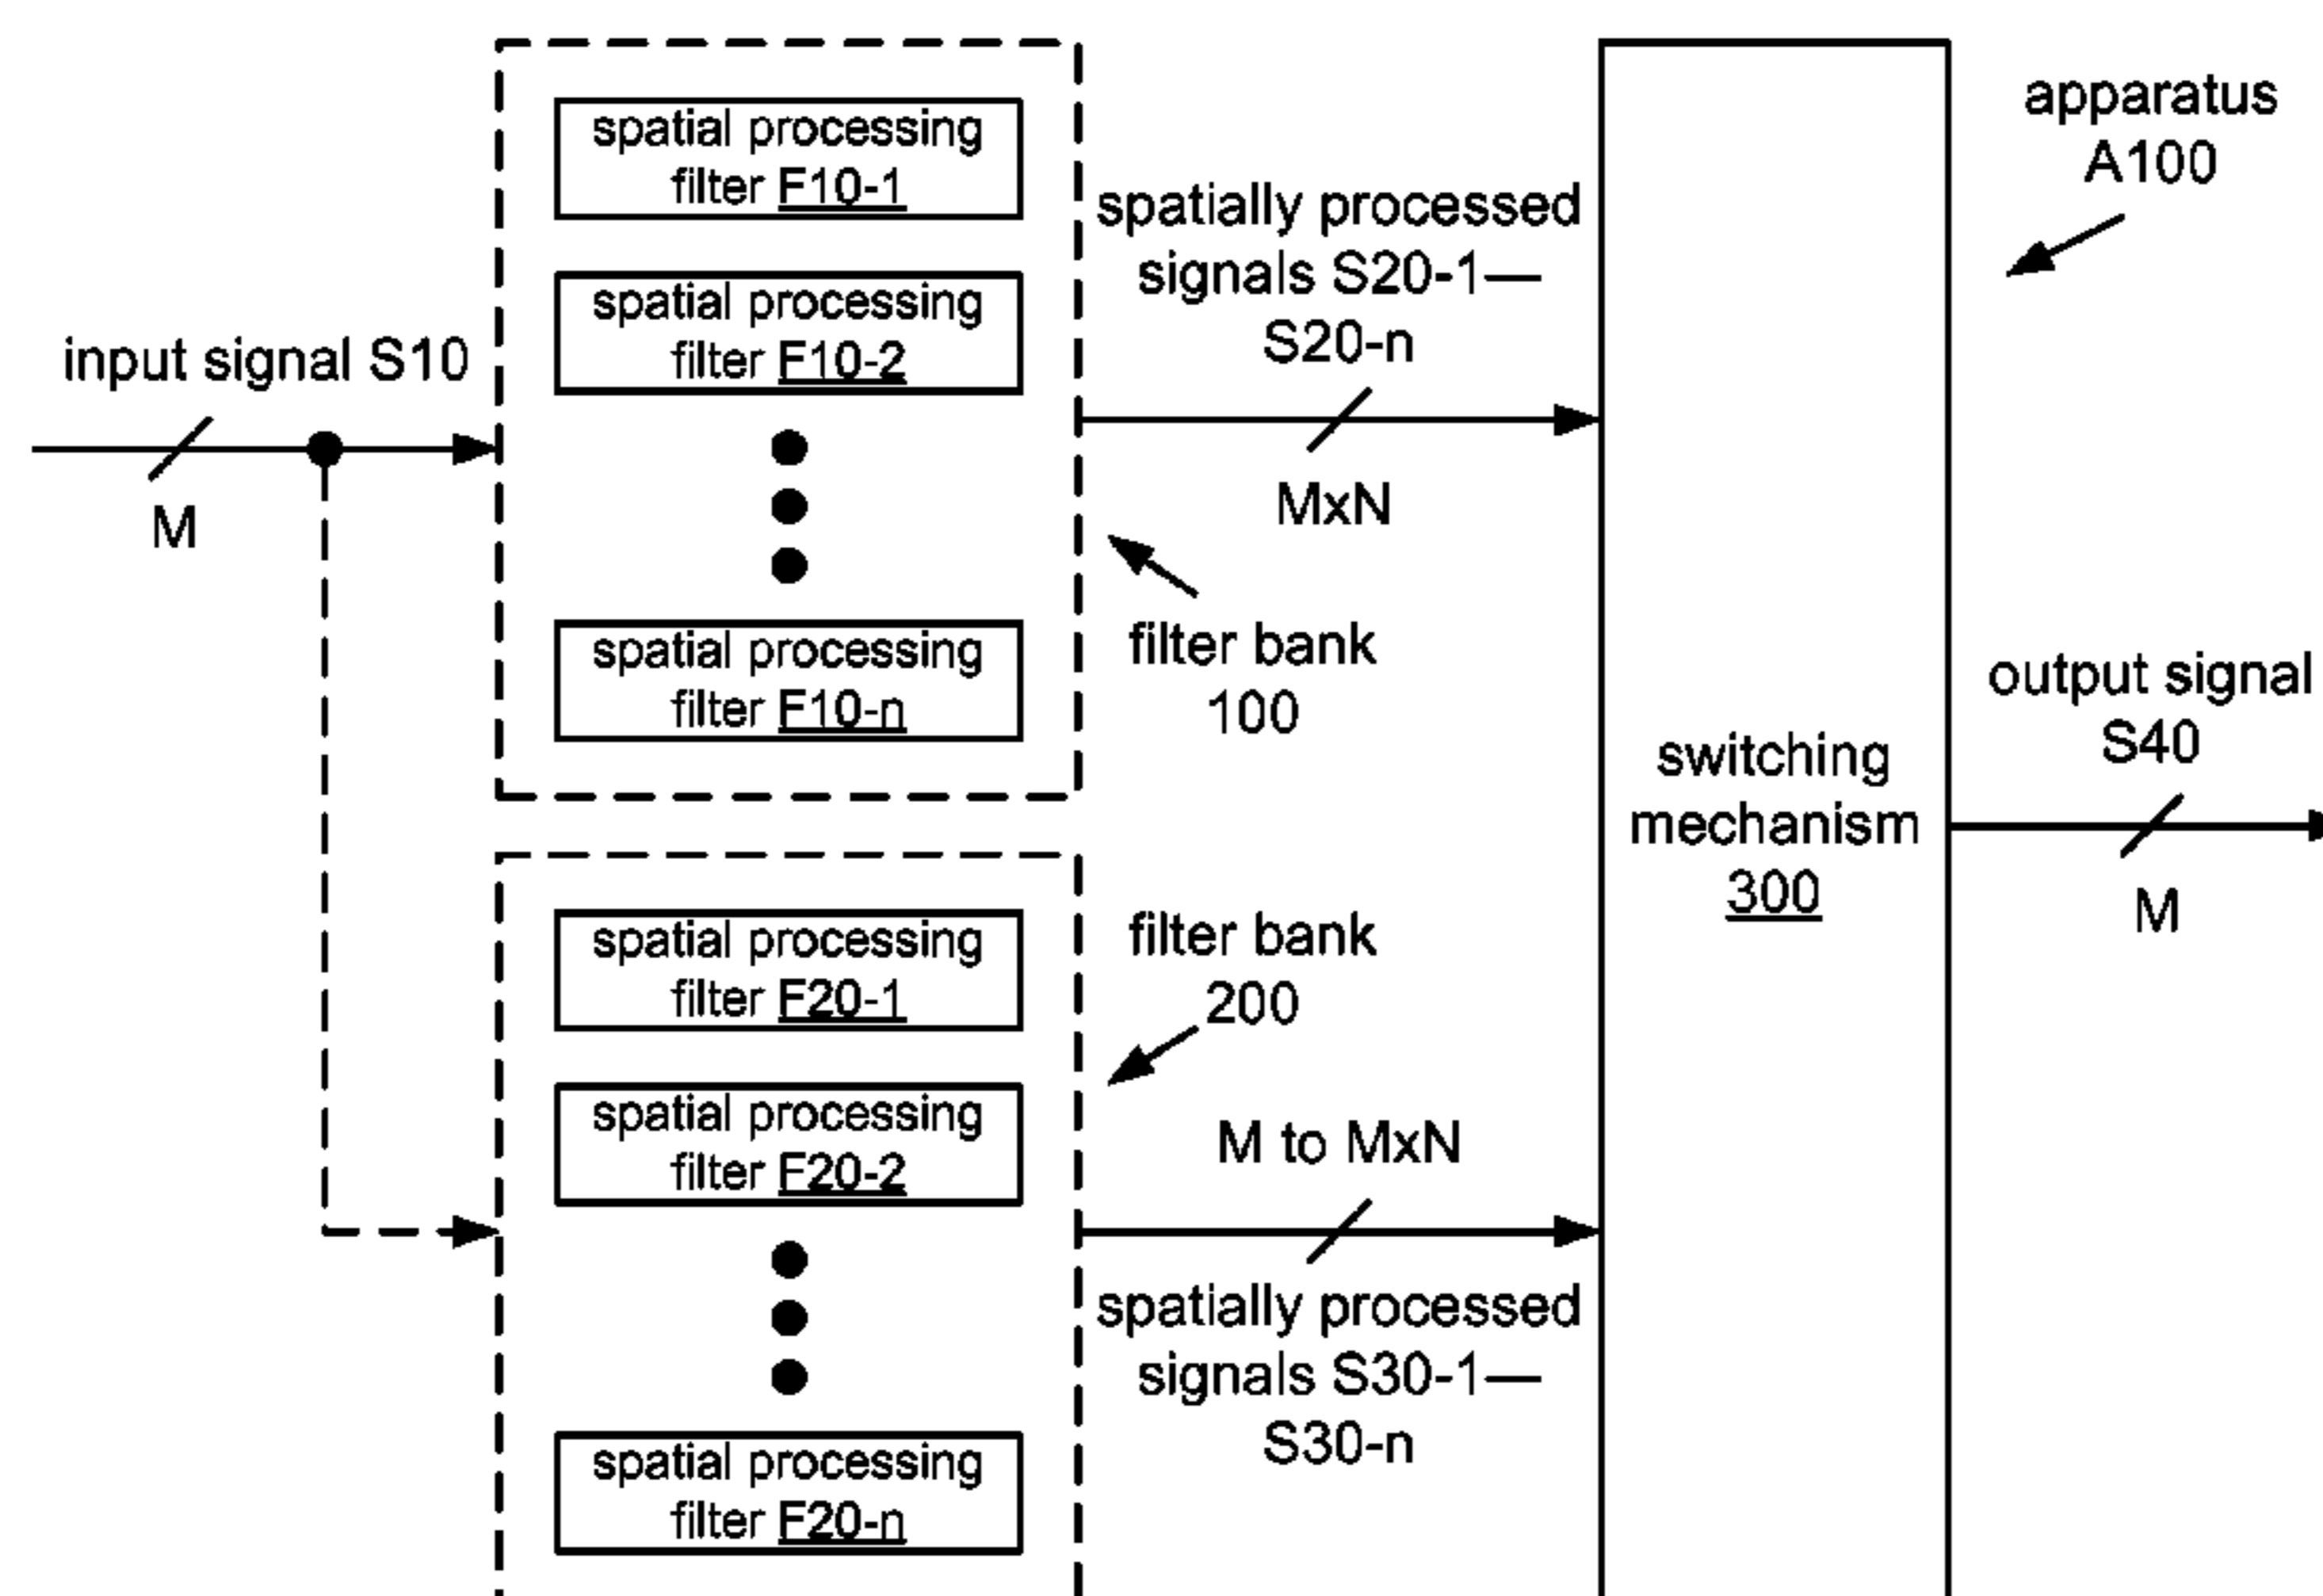 input signal S10
M
spatial processing
filter F10-1
spatial processing
filter F10-2
spatial processing
filter F10-n
spatially processed
signals S20-1—
S20-n
MxN
filter bank
100
spatial processing
filter F20-1
spatial processing
filter F20-2
spatial processing
filter F20-n
filter bank
200
M to MxN
spatially processed
signals S30-1—
S30-n
switching
mechanism
300
apparatus
A100
output signal
S40
M